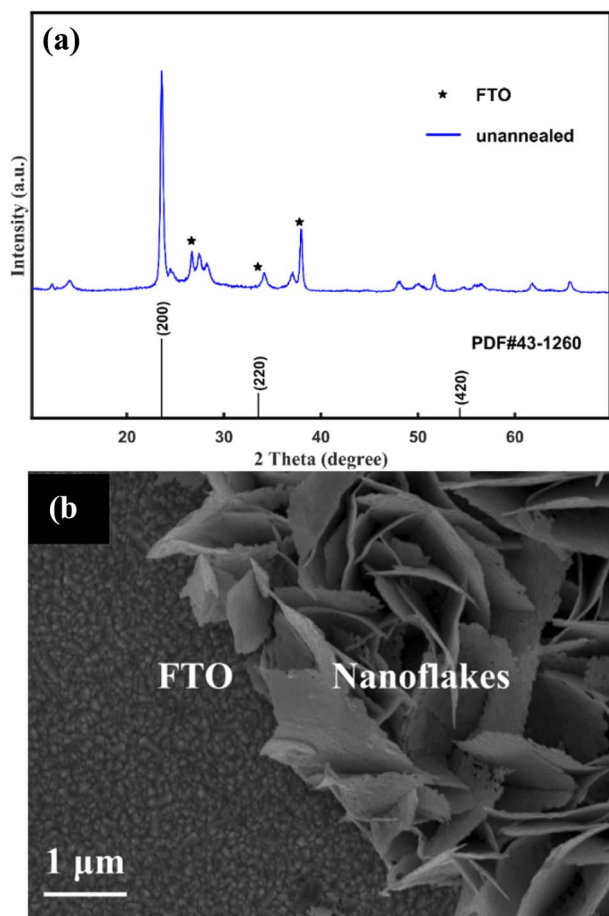 (a)
★ FTO
unannealed
Intensity (a.u.)
★
★
★
(200)
(220)
(420)
PDF#43-1260
20 30 40 50 60
2 Theta (degree)
(b)
FTO Nanoflakes
1 μm